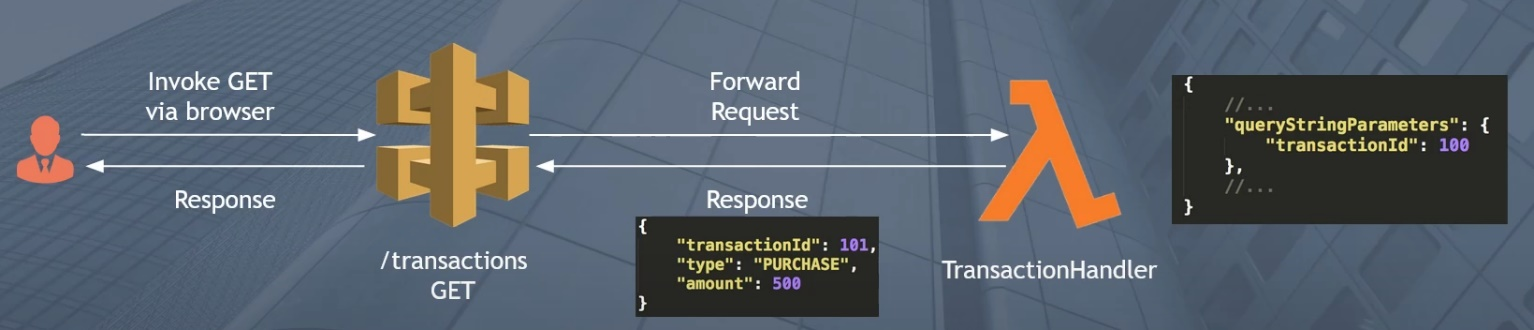 Invoke GET
via browser
Response
/transactions
GET
Forward
Request
Response
{
"transactionId": 101,
"type": "PURCHASE",
"amount": 500
}
TransactionHandler
{
//...
"queryStringParameters": {
"transactionId": 100
},
//...
}